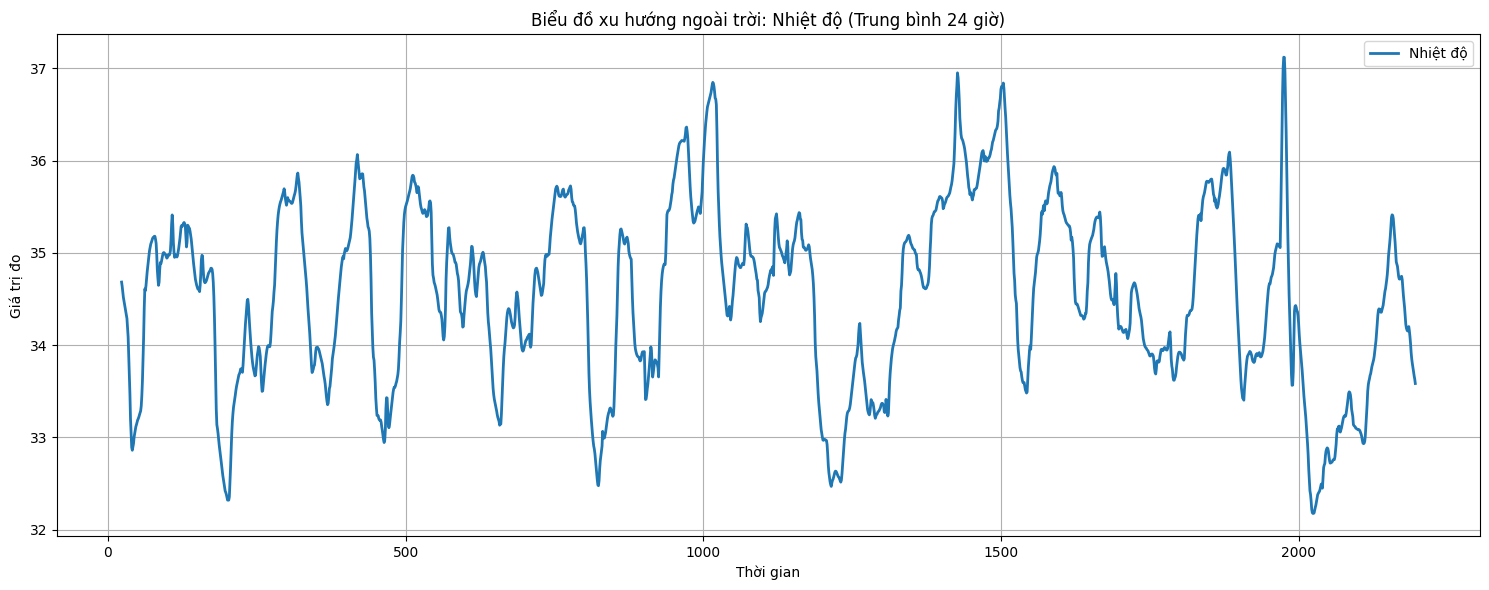 Biểu đồ xu hướng ngoài trời: Nhiệt độ (Trung bình 24 giờ)
Nhiệt độ
37
36
35
34
33
32
Giá trị đo
0
500
1000
1500
2000
Thời gian